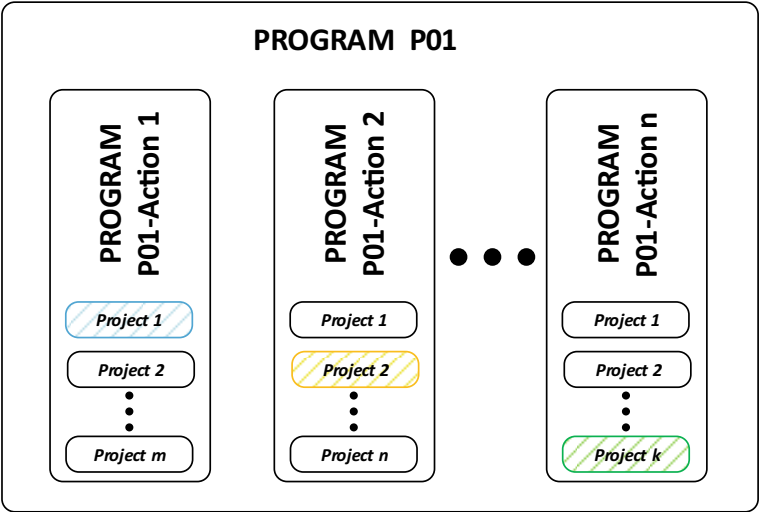 PROGRAM P01
PROGRAM
P01-Action 1
Project 1
Project 2
Project m
PROGRAM
P01-Action 2
Project 1
Project 2
Project n
PROGRAM
P01-Action n
Project 1
Project 2
Project k